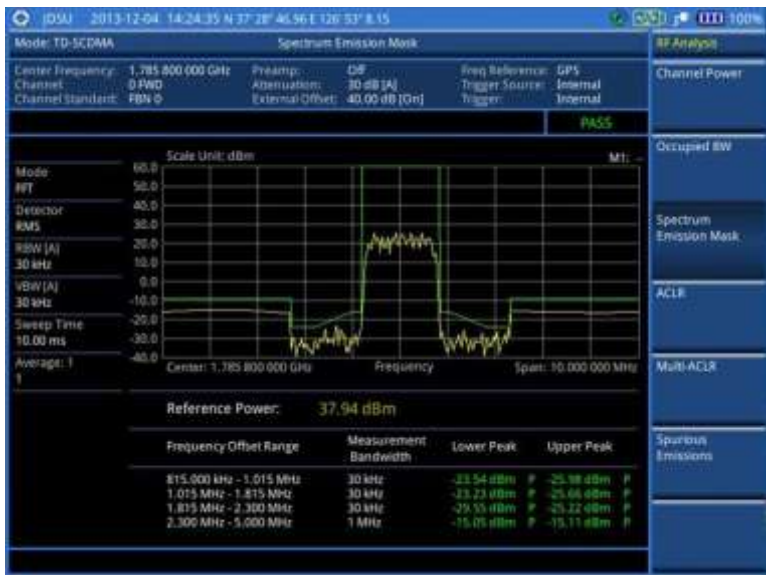 JDSU 2013-12-04 14:24:35 N 37° 28' 46.96 E 126° 53' 8.15 100%
Mode: TD-SCDMA Spectrum Emission Mask RF Analysis
Center Frequency: 1.785 800 000 GHz Preamp: Off Freq Reference: GPS
Channel 0 FWD Attenuation: 30 dB [A] Trigger Source: Internal
Channel Standard: FBN 0 External Offset: 40.00 dB [On] Trigger: Internal
Channel Power
PASS
Occupied BW
Scale Unit: dBm M1: --
Mode
FFT
Detector
RMS
RBW [A]
30 kHz
VBW [A]
30 kHz
Sweep Time
10.00 ms
Average: 1
1
60.0
50.0
40.0
30.0
20.0
10.0
0.0
-10.0
-20.0
-30.0
-40.0
Center: 1.785 800 000 GHz Frequency Span: 10.000 000 MHz
Spectrum
Emission Mask
ACLR
Multi-ACLR
Spurious
Emissions
Reference Power: 37.94 dBm
Frequency Offset Range Measurement Bandwidth Lower Peak Upper Peak
815.000 kHz - 1.015 MHz 30 kHz -23.54 dBm P -25.98 dBm P
1.015 MHz - 1.815 MHz 30 kHz -23.23 dBm P -25.66 dBm P
1.815 MHz - 2.300 MHz 30 kHz -29.55 dBm P -25.22 dBm P
2.300 MHz - 5.000 MHz 1 MHz -15.05 dBm P -15.11 dBm P